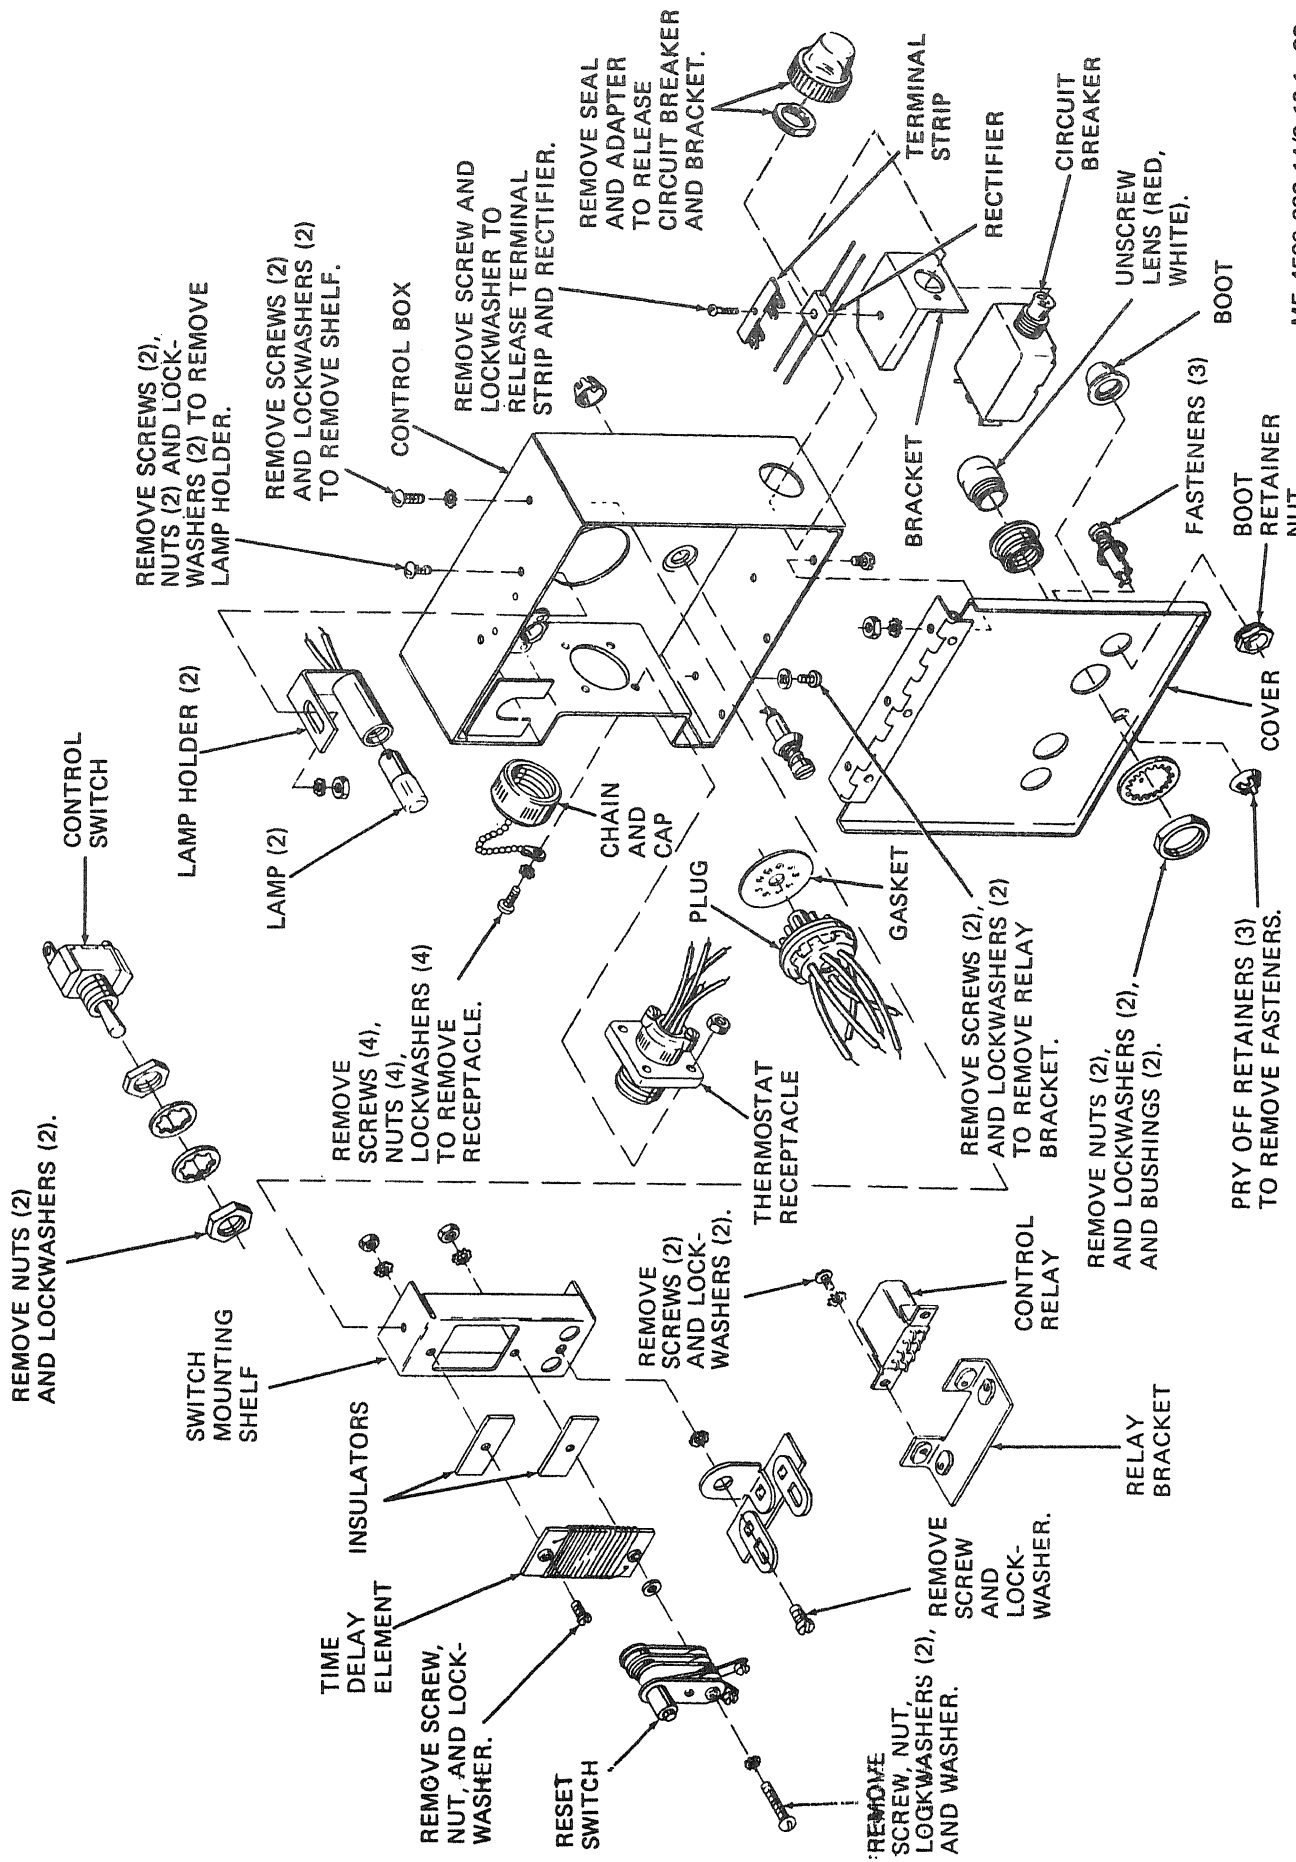 REMOVE NUTS (2)
AND LOCKWASHERS (2).
CONTROL
SWITCH
LAMP HOLDER (2)
LAMP (2)
REMOVE SCREWS (2),
NUTS (2) AND LOCK-
WASHERS (2) TO REMOVE
LAMP HOLDER.
REMOVE SCREWS (2)
AND LOCKWASHERS (2)
TO REMOVE SHELF.
CONTROL BOX
REMOVE SCREW AND
LOCKWASHER TO
RELEASE TERMINAL
STRIP AND RECTIFIER.
REMOVE SEAL
AND ADAPTER
TO RELEASE
CIRCUIT BREAKER
AND BRACKET.
TERMINAL
STRIP
RECTIFIER
CIRCUIT
BREAKER
BRACKET
UNSCREW
LENS (RED,
WHITE).
BOOT
FASTENERS (3)
BOOT
RETAINER
NUT
COVER
SWITCH
MOUNTING
SHELF
INSULATORS
TIME
DELAY
ELEMENT
REMOVE SCREW,
NUT, AND LOCK-
WASHER.
RESET
SWITCH
REMOVE
SCREW, NUT,
LOCKWASHERS (2),
AND WASHER.
REMOVE
SCREW
AND
LOCK-
WASHER.
REMOVE
SCREWS (4),
NUTS (4),
LOCKWASHERS (4)
TO REMOVE
RECEPTACLE.
CHAIN
AND
CAP
PLUG
GASKET
THERMOSTAT
RECEPTACLE
REMOVE
SCREWS (2)
AND LOCK-
WASHERS (2).
CONTROL
RELAY
RELAY
BRACKET
REMOVE SCREWS (2),
AND LOCKWASHERS (2)
TO REMOVE RELAY
BRACKET.
REMOVE NUTS (2),
AND LOCKWASHERS (2),
AND BUSHINGS (2).
PRY OFF RETAINERS (3)
TO REMOVE FASTENERS.